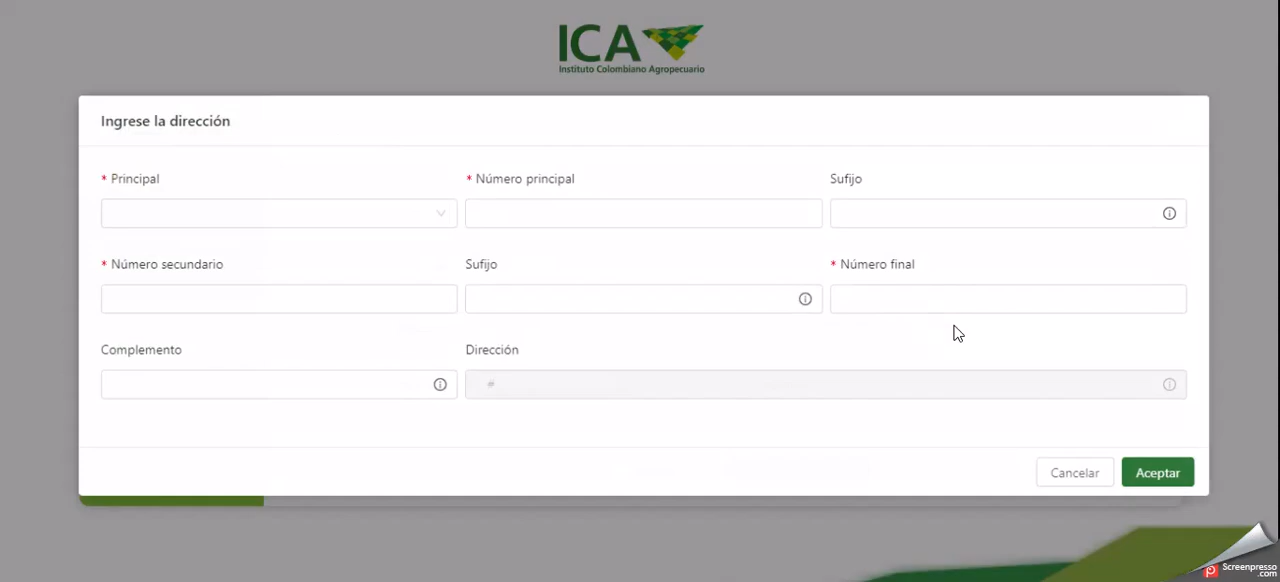 ICA
Instituto Colombiano Agropecuario
Ingrese la dirección
* Principal
* Número principal
Sufijo
* Número secundario
Sufijo
* Número final
Complemento
Dirección
#
Cancelar
Aceptar
Screenpresso
.com